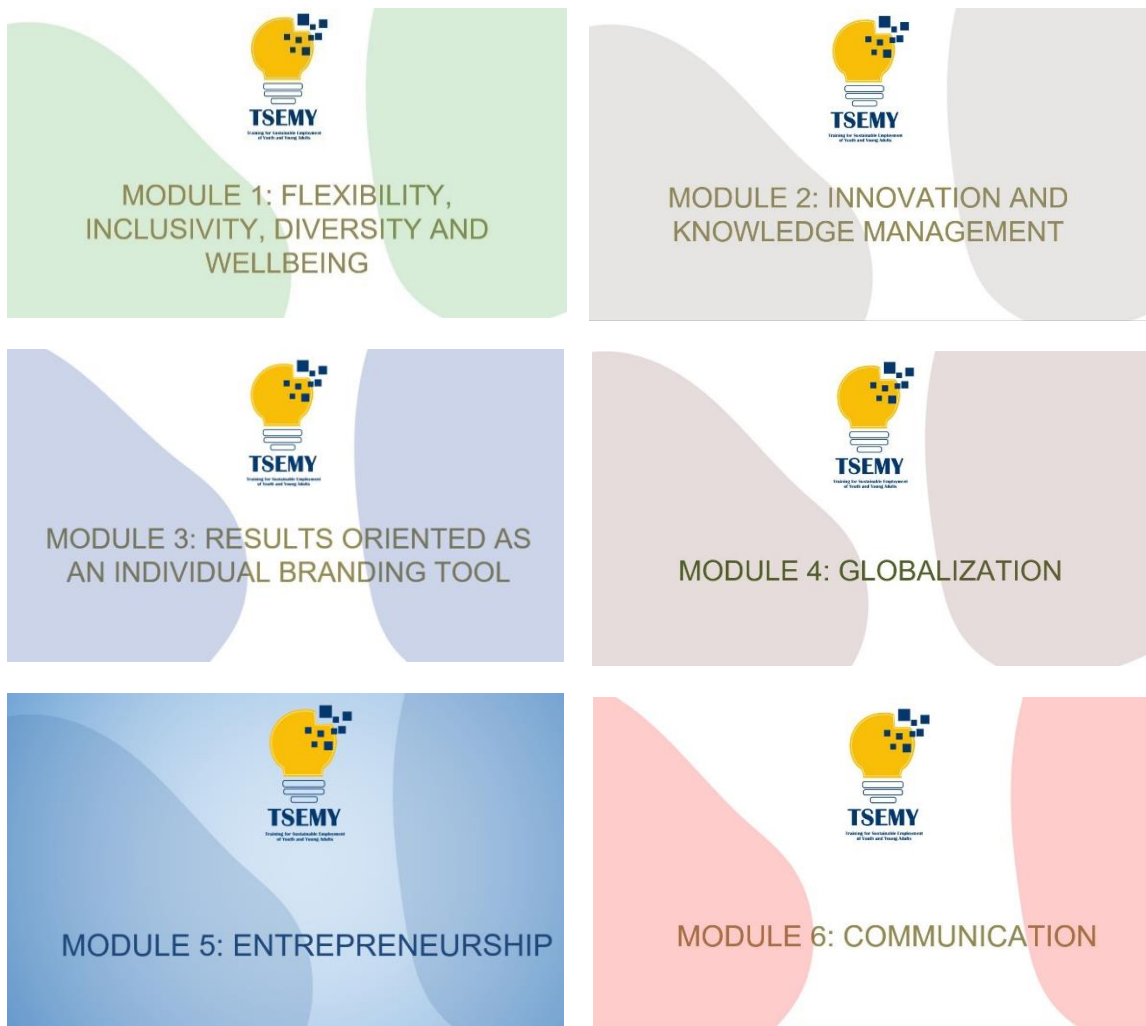 TSEMY
Training for Sustainable Employment
of Youth and Young Adults
MODULE 1: FLEXIBILITY,
INCLUSIVITY, DIVERSITY AND
WELLBEING
TSEMY
Training for Sustainable Employment
of Youth and Young Adults
MODULE 2: INNOVATION AND
KNOWLEDGE MANAGEMENT
TSEMY
Training for Sustainable Employment
of Youth and Young Adults
MODULE 3: RESULTS ORIENTED AS
AN INDIVIDUAL BRANDING TOOL
TSEMY
Training for Sustainable Employment
of Youth and Young Adults
MODULE 4: GLOBALIZATION
TSEMY
Training for Sustainable Employment
of Youth and Young Adults
MODULE 5: ENTREPRENEURSHIP
TSEMY
Training for Sustainable Employment
of Youth and Young Adults
MODULE 6: COMMUNICATION